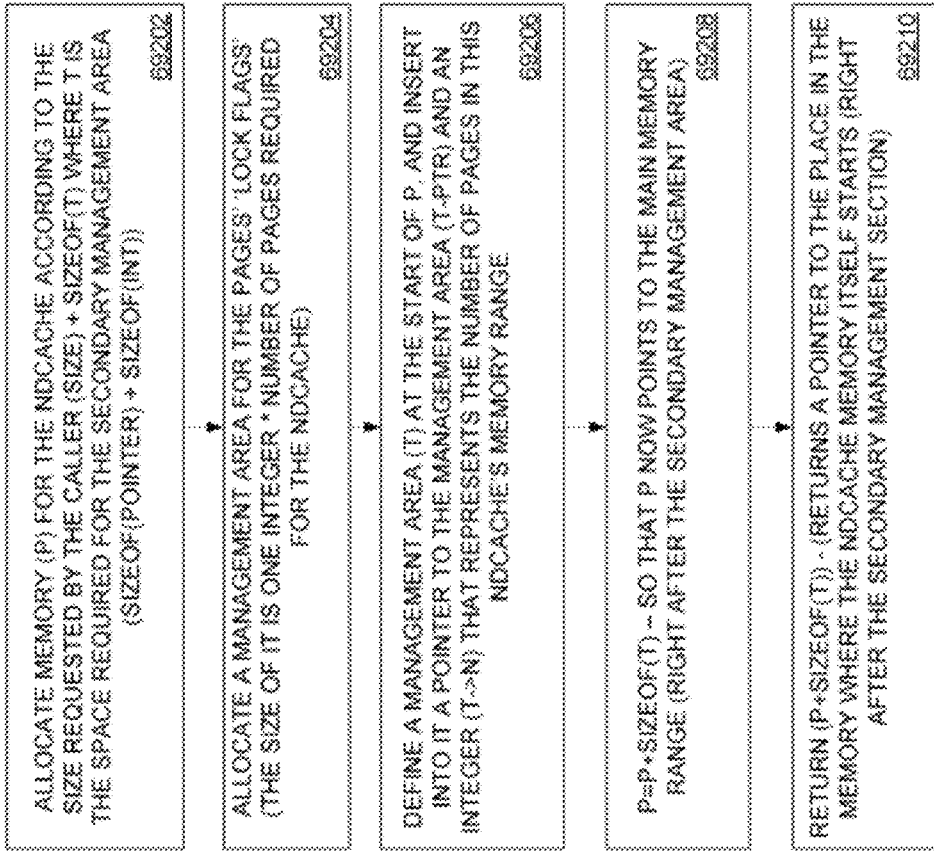 ALLOCATE MEMORY (P) FOR THE NDCACHE ACCORDING TO THE
SIZE REQUESTED BY THE CALLER (SIZE) + SIZEOF(T) WHERE T IS
THE SPACE REQUIRED FOR THE SECONDARY MANAGEMENT AREA
(SIZEOF(POINTER) + SIZEOF(INT))
69202
ALLOCATE A MANAGEMENT AREA FOR THE PAGES' 'LOCK FLAGS'
(THE SIZE OF IT IS ONE INTEGER * NUMBER OF PAGES REQUIRED
FOR THE NDCACHE)
69204
DEFINE A MANAGEMENT AREA (T) AT THE START OF P, AND INSERT
INTO IT A POINTER TO THE MANAGEMENT AREA (T-PTR) AND AN
INTEGER (T->N) THAT REPRESENTS THE NUMBER OF PAGES IN THIS
NDCACHE'S MEMORY RANGE
69206
P=P+SIZEOF(T) – SO THAT P NOW POINTS TO THE MAIN MEMORY
RANGE (RIGHT AFTER THE SECONDARY MANAGEMENT AREA)
69208
RETURN (P+SIZEOF(T)) - (RETURNS A POINTER TO THE PLACE IN THE
MEMORY WHERE THE NDCACHE MEMORY ITSELF STARTS (RIGHT
AFTER THE SECONDARY MANAGEMENT SECTION)
69210